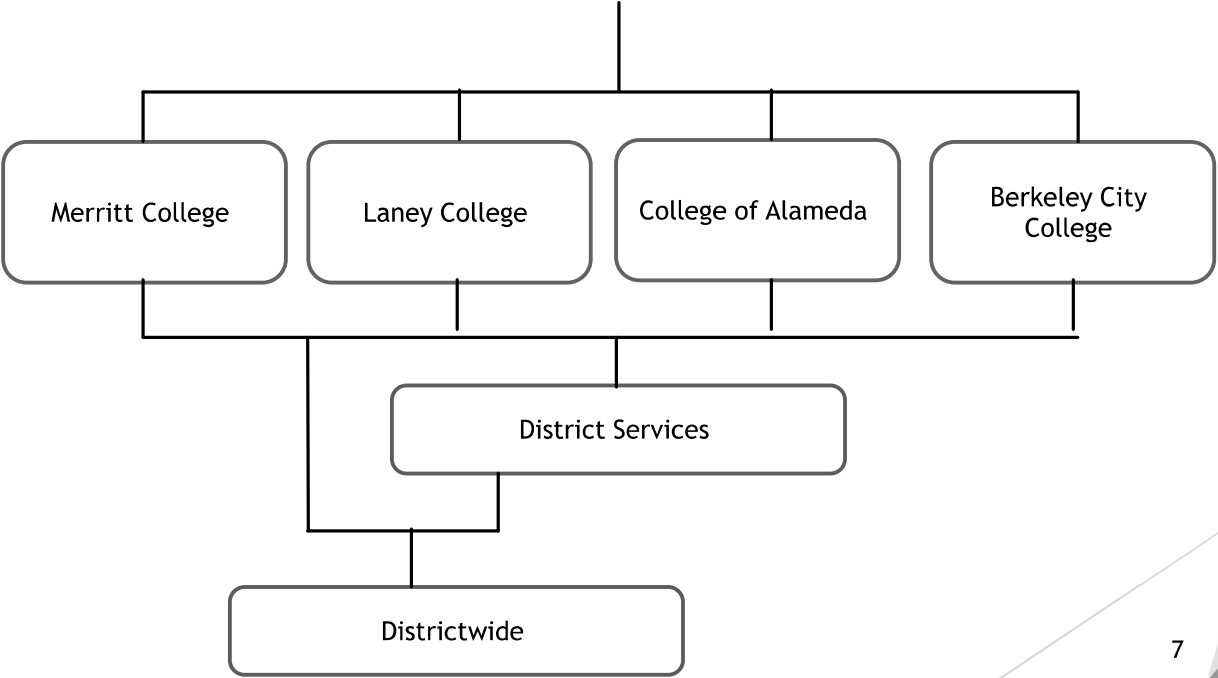 Merritt College
Laney College
College of Alameda
Berkeley City
College
District Services
Districtwide
7